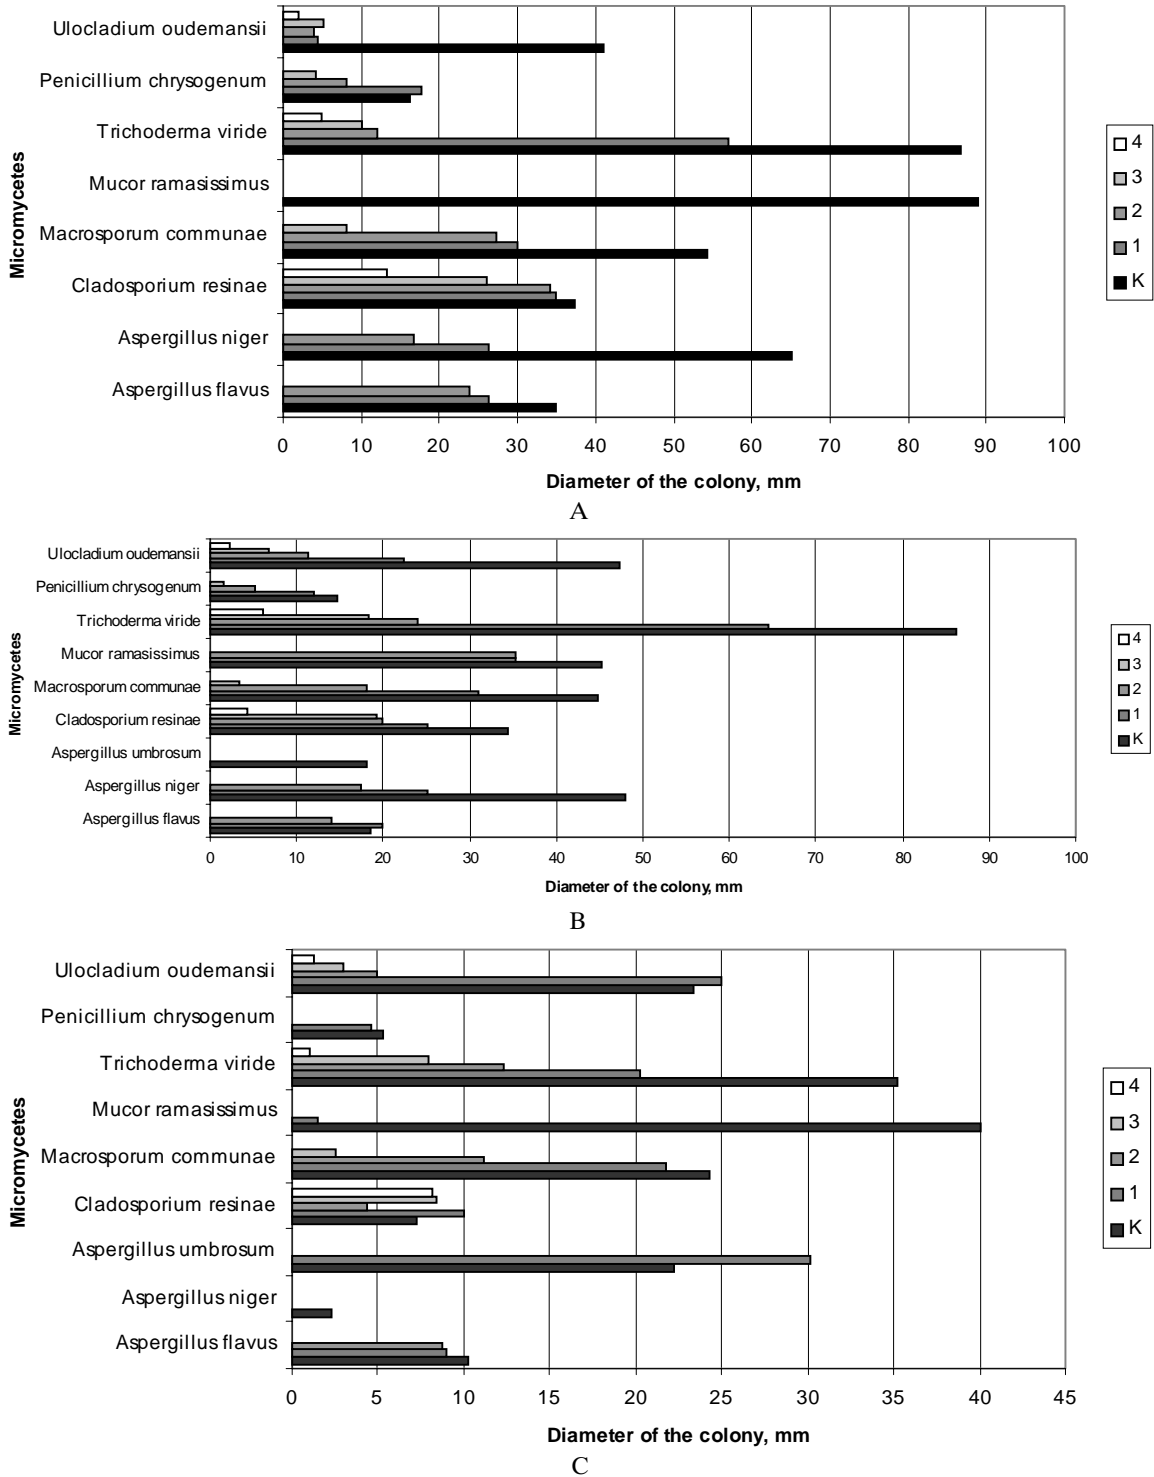 Ulocladium oudemansii
Penicillium chrysogenum
Trichoderma viride
Mucor ramasissimus
Macrosporum communae
Cladosporium resinae
Aspergillus niger
Aspergillus flavus
Micromycetes
0 10 20 30 40 50 60 70 80 90 100
Diameter of the colony, mm
4
3
2
1
K
A
Ulocladium oudemansii
Penicillium chrysogenum
Trichoderma viride
Mucor ramasissimus
Macrosporum communae
Cladosporium resinae
Aspergillus umbrosum
Aspergillus niger
Aspergillus flavus
Micromycetes
0 10 20 30 40 50 60 70 80 90 100
Diameter of the colony, mm
4
3
2
1
K
B
Ulocladium oudemansii
Penicillium chrysogenum
Trichoderma viride
Mucor ramasissimus
Macrosporum communae
Cladosporium resinae
Aspergillus umbrosum
Aspergillus niger
Aspergillus flavus
Micromycetes
0 5 10 15 20 25 30 35 40 45
Diameter of the colony, mm
4
3
2
1
K
C